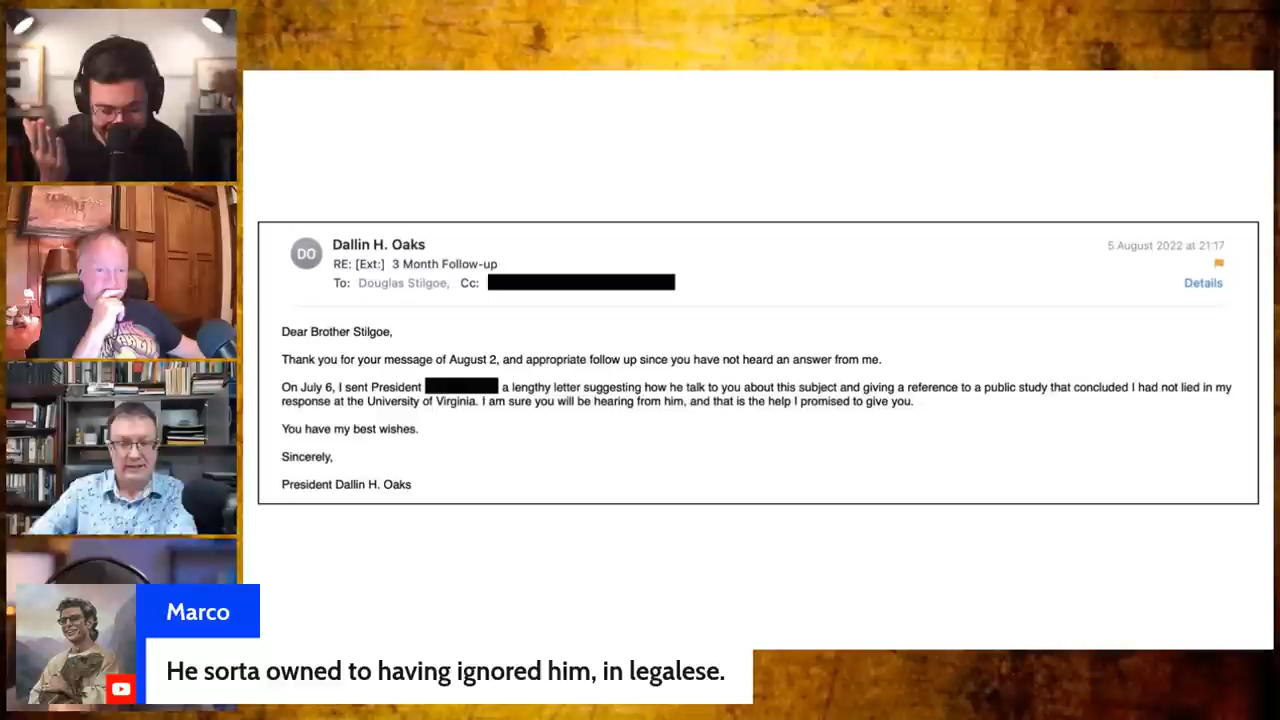 DO
Dallin H. Oaks
5 August 2022 at 21:17
RE: [Ext:] 3 Month Follow-up
To: Douglas Stilgoe, Cc:
Details
Dear Brother Stilgoe,
Thank you for your message of August 2, and appropriate follow up since you have not heard an answer from me.
On July 6, I sent President a lengthy letter suggesting how he talk to you about this subject and giving a reference to a public study that concluded I had not lied in my
response at the University of Virginia. I am sure you will be hearing from him, and that is the help I promised to give you.
You have my best wishes.
Sincerely,
President Dallin H. Oaks
Marco
He sorta owned to having ignored him, in legalese.